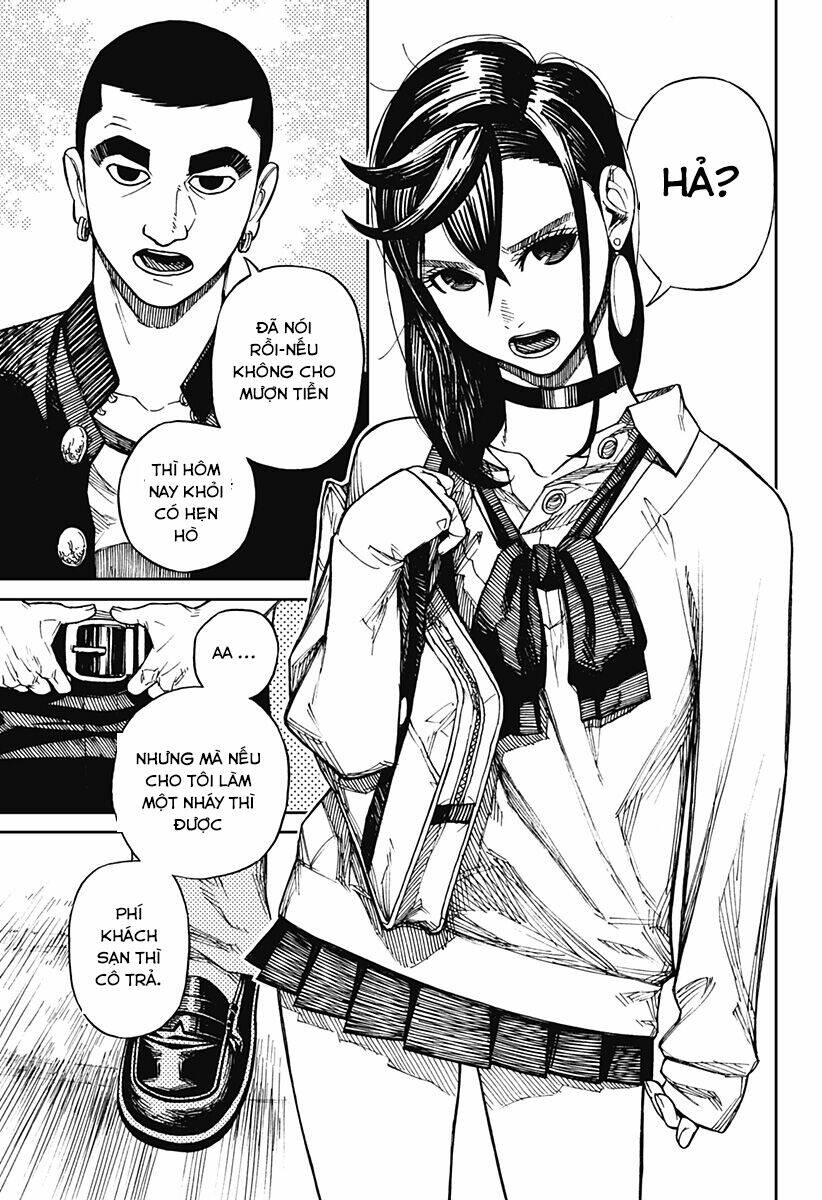 HẢ?
ĐÃ NÓI
RỒI-NẾU
KHÔNG CHO
MƯỢN TIỀN
THÌ HÔM
NAY KHỎI
CÓ HẸN
HÒ
AA ...
NHƯNG MÀ NẾU
CHO TÔI LÀM
MỘT NHÁY THÌ
ĐƯỢC
PHÍ
KHÁCH
SẠN THÌ
CÔ TRẢ.